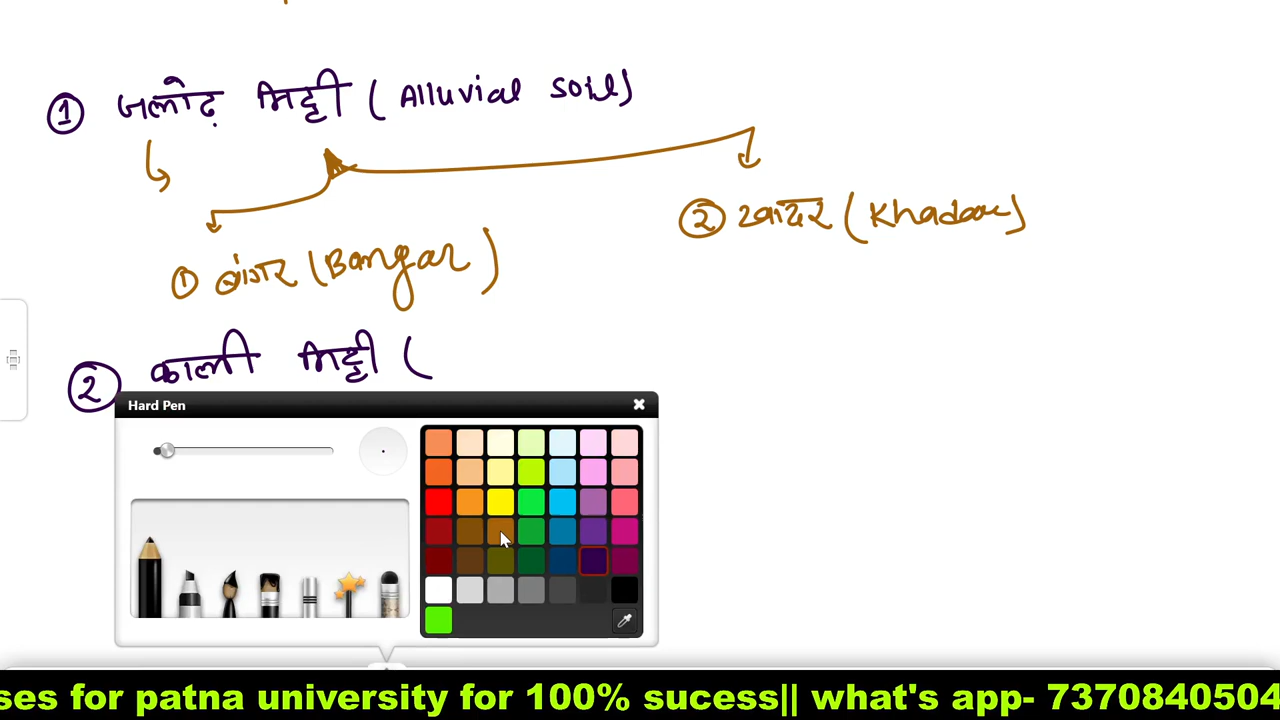 ① जलोढ़ मिट्टी (Alluvial soil)
① बांगर (Bangar)
② खादर (Khadar)
② काली मिट्टी (
Hard Pen
ses for patna university for 100% sucess|| what's app- 7370840504